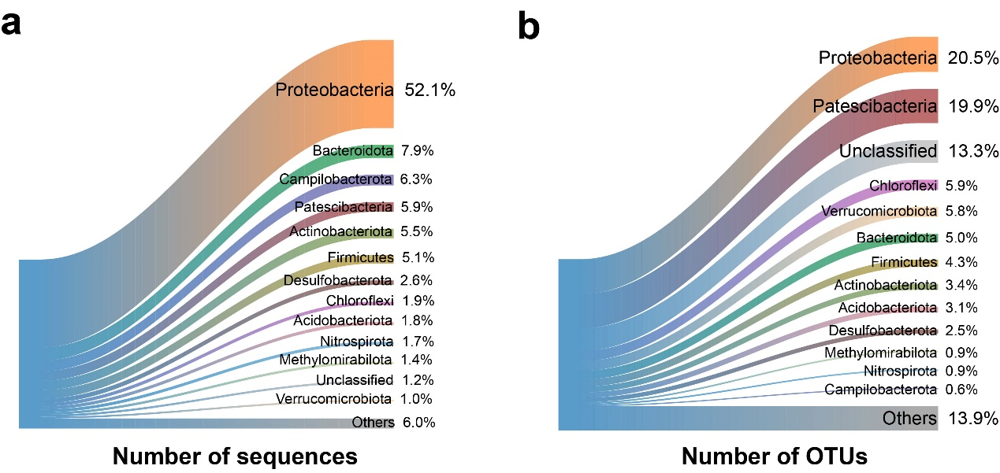 a
Proteobacteria 52.1%
Bacteroidota 7.9%
Campilobacterota 6.3%
Patescibacteria 5.9%
Actinobacteriota 5.5%
Firmicutes 5.1%
Desulfobacterota 2.6%
Chloroflexi 1.9%
Acidobacteriota 1.8%
Nitrospirota 1.7%
Methylomirabilota 1.4%
Unclassified 1.2%
Verrucomicrobiota 1.0%
Others 6.0%
Number of sequences
b
Proteobacteria 20.5%
Patescibacteria 19.9%
Unclassified 13.3%
Chloroflexi 5.9%
Verrucomicrobiota 5.8%
Bacteroidota 5.0%
Firmicutes 4.3%
Actinobacteriota 3.4%
Acidobacteriota 3.1%
Desulfobacterota 2.5%
Methylomirabilota 0.9%
Nitrospirota 0.9%
Campilobacterota 0.6%
Others 13.9%
Number of OTUs